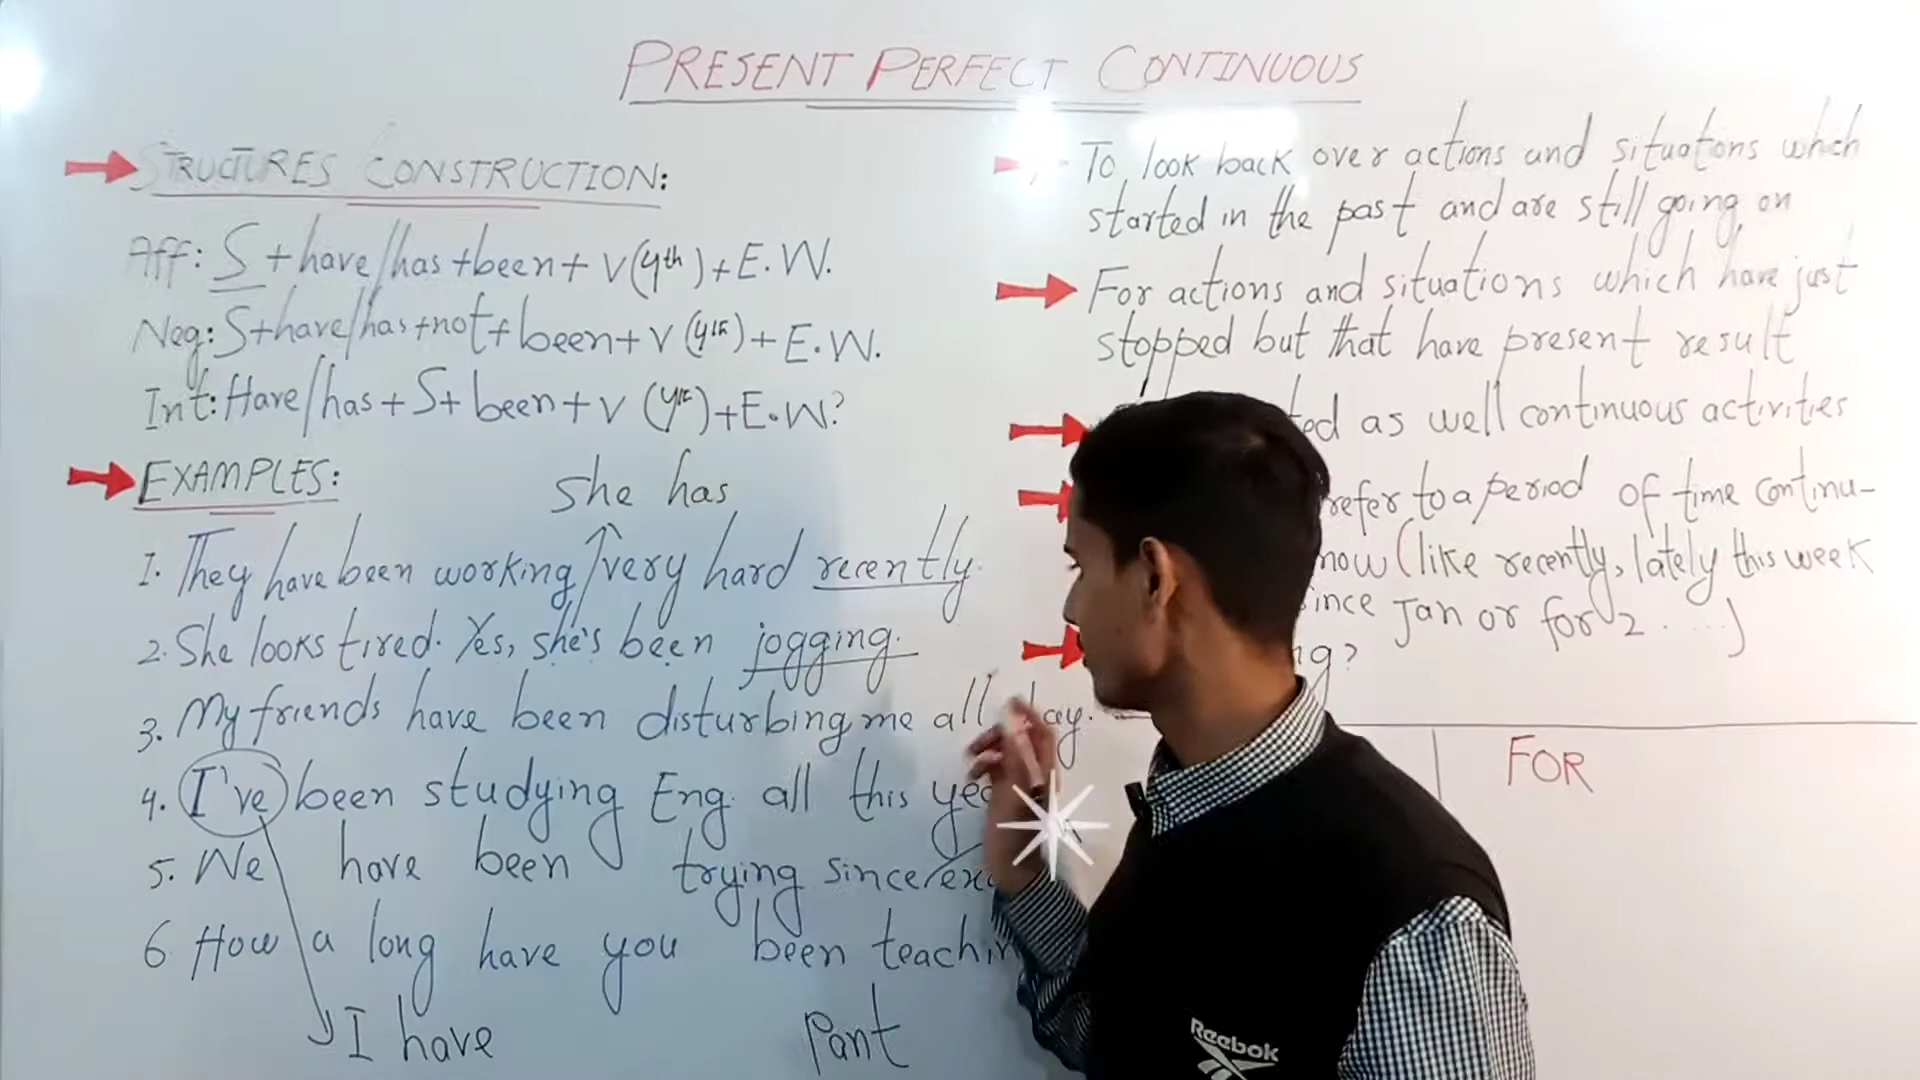 PRESENT PERFECT CONTINUOUS
STRUCTURES CONSTRUCTION:
Aff: S + have/has + been + V(4th) + E.W.
Neg: S + have/has + not + been + V (4th) + E.W.
Int: Have/has + S + been + V (4th) + E.W?
EXAMPLES:
She has
1. They have been working very hard recently.
2. She looks tired. Yes, she's been jogging.
3. My friends have been disturbing me all day.
4. I've been studying Eng. all this
5. We have been trying since
6 How a long have you been
I have
Pant
To look back over actions and situations which
started in the past and are still going on
For actions and situations which have just
stopped but that have present result
as well continuous activities
refer to a period of time continu-
now (like recently, lately this week
Jan or for 2 ....)
FOR
Reebok